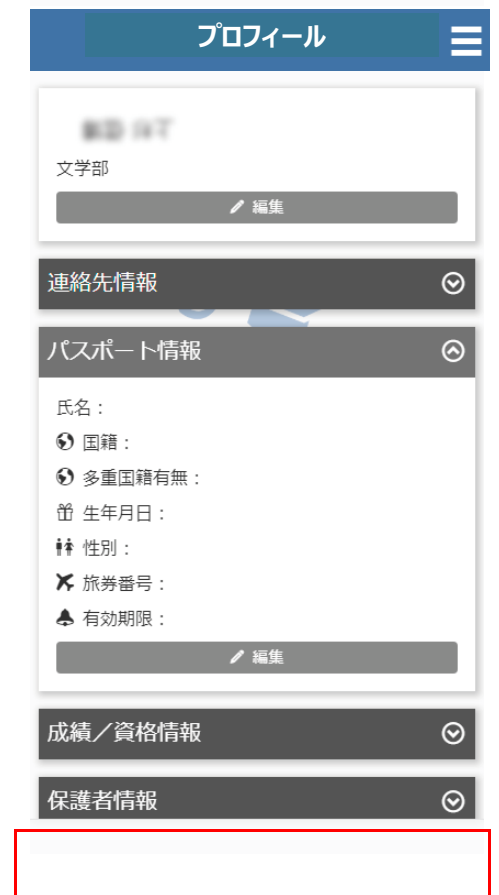 プロフィール
文学部
編集
連絡先情報
パスポート情報
氏名：
国籍：
多重国籍有無：
生年月日：
性別：
旅券番号：
有効期限：
編集
成績／資格情報
保護者情報